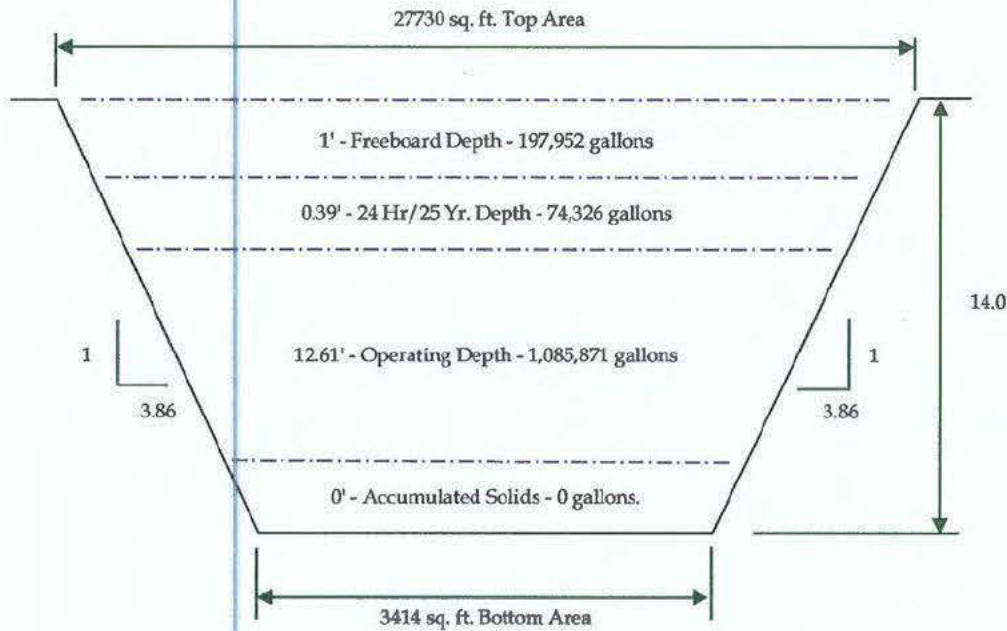 27730 sq. ft. Top Area
1' - Freeboard Depth - 197,952 gallons
0.39' - 24 Hr/25 Yr. Depth - 74,326 gallons
14.0
12.61' - Operating Depth - 1,085,871 gallons
1
1
3.86
3.86
0' - Accumulated Solids - 0 gallons.
3414 sq. ft. Bottom Area